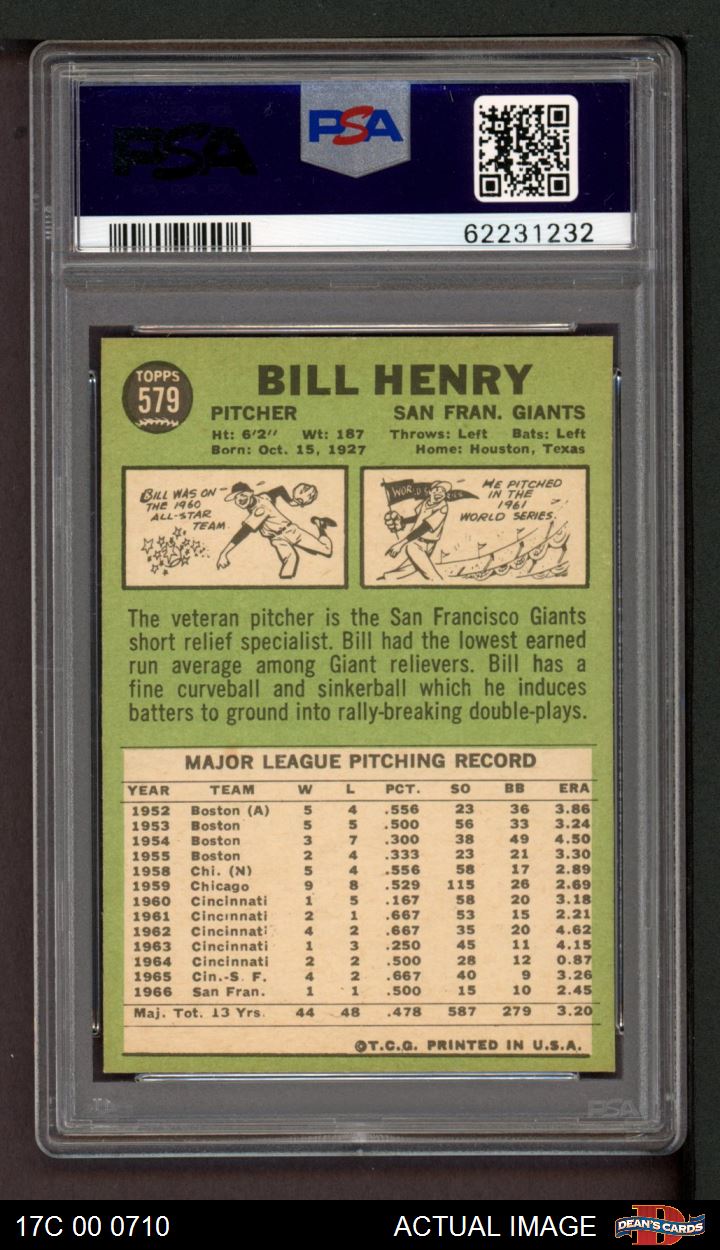 PSA
PSA
62231232
TOPPS
579
BILL HENRY
PITCHER SAN FRAN. GIANTS
Ht: 6'2" Wt: 187 Throws: Left Bats: Left
Born: Oct. 15, 1927 Home: Houston, Texas
BILL WAS ON
THE 1960
ALL-STAR
TEAM.
WORLD SERIES
HE PITCHED
IN THE
1961
WORLD SERIES.
The veteran pitcher is the San Francisco Giants
short relief specialist. Bill had the lowest earned
run average among Giant relievers. Bill has a
fine curveball and sinkerball which he induces
batters to ground into rally-breaking double-plays.
MAJOR LEAGUE PITCHING RECORD
YEAR TEAM W L PCT. SO BB ERA
1952 Boston (A) 5 4 .556 23 36 3.86
1953 Boston 5 5 .500 56 33 3.24
1954 Boston 3 7 .300 38 49 4.50
1955 Boston 2 4 .333 23 21 3.30
1958 Chi. (N) 5 4 .556 58 17 2.89
1959 Chicago 9 8 .529 115 26 2.69
1960 Cincinnati 1 5 .167 58 20 3.18
1961 Cincinnati 2 1 .667 53 15 2.21
1962 Cincinnati 4 2 .667 35 20 4.62
1963 Cincinnati 1 3 .250 45 11 4.15
1964 Cincinnati 2 2 .500 28 12 0.87
1965 Cin.-S. F. 4 2 .667 40 9 3.26
1966 San Fran. 1 1 .500 15 10 2.45
Maj. Tot. 13 Yrs. 44 48 .478 587 279 3.20
©T.C.G. PRINTED IN U.S.A.
PSA
17C 00 0710 ACTUAL IMAGE DEAN'S CARDS